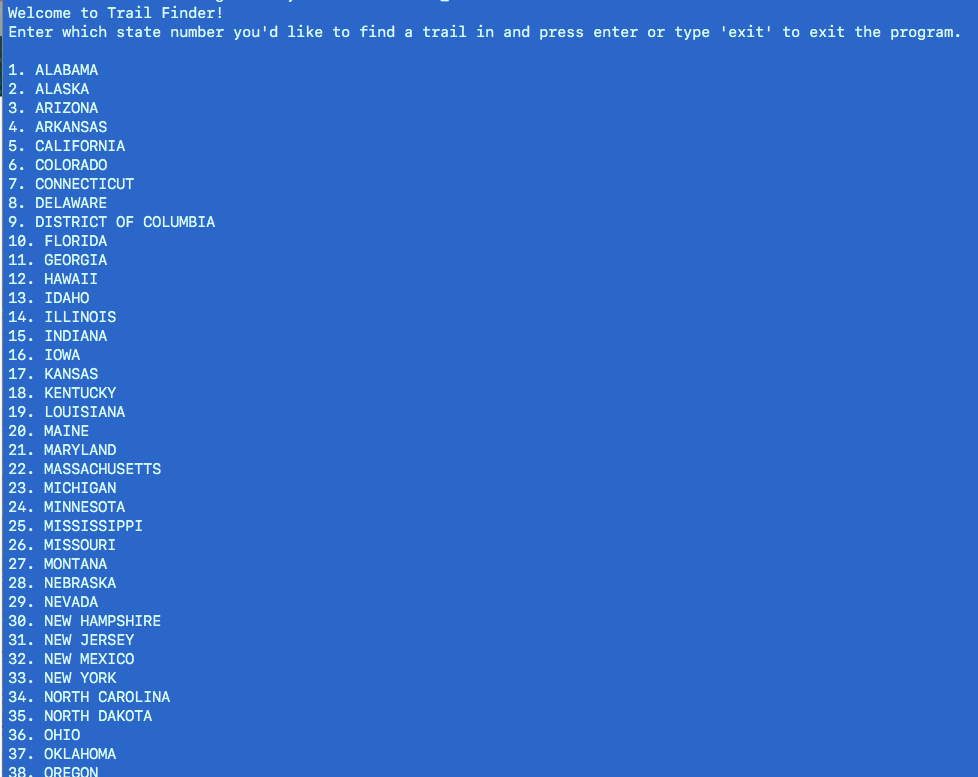 Welcome to Trail Finder!
Enter which state number you'd like to find a trail in and press enter or type 'exit' to exit the program.
1. ALABAMA
2. ALASKA
3. ARIZONA
4. ARKANSAS
5. CALIFORNIA
6. COLORADO
7. CONNECTICUT
8. DELAWARE
9. DISTRICT OF COLUMBIA
10. FLORIDA
11. GEORGIA
12. HAWAII
13. IDAHO
14. ILLINOIS
15. INDIANA
16. IOWA
17. KANSAS
18. KENTUCKY
19. LOUISIANA
20. MAINE
21. MARYLAND
22. MASSACHUSETTS
23. MICHIGAN
24. MINNESOTA
25. MISSISSIPPI
26. MISSOURI
27. MONTANA
28. NEBRASKA
29. NEVADA
30. NEW HAMPSHIRE
31. NEW JERSEY
32. NEW MEXICO
33. NEW YORK
34. NORTH CAROLINA
35. NORTH DAKOTA
36. OHIO
37. OKLAHOMA
38. OREGON